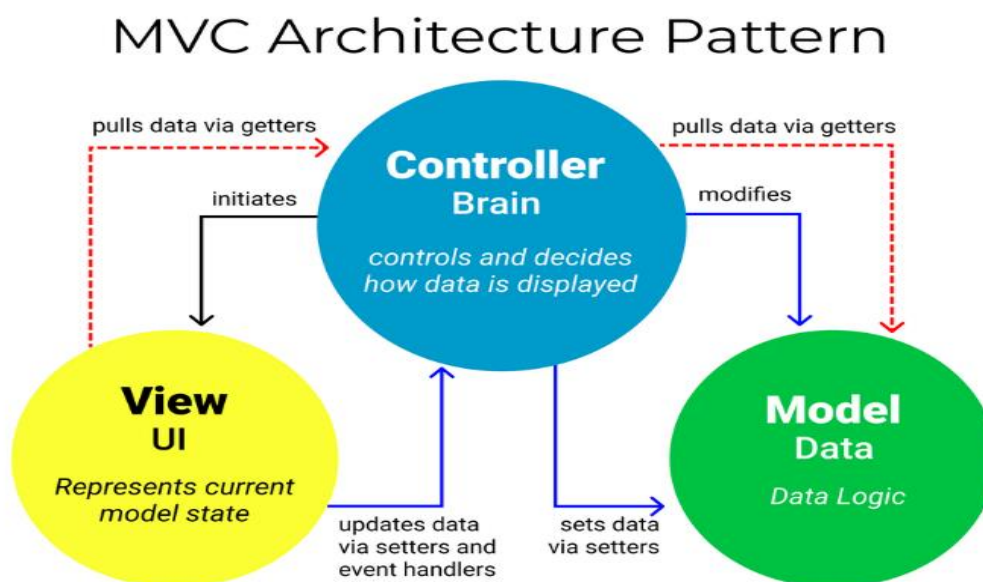 MVC Architecture Pattern
pulls data via getters
pulls data via getters
Controller
Brain
initiates
modifies
controls and decides
how data is displayed
View
UI
Represents current
model state
Model
Data
Data Logic
updates data
via setters and
event handlers
sets data
via setters